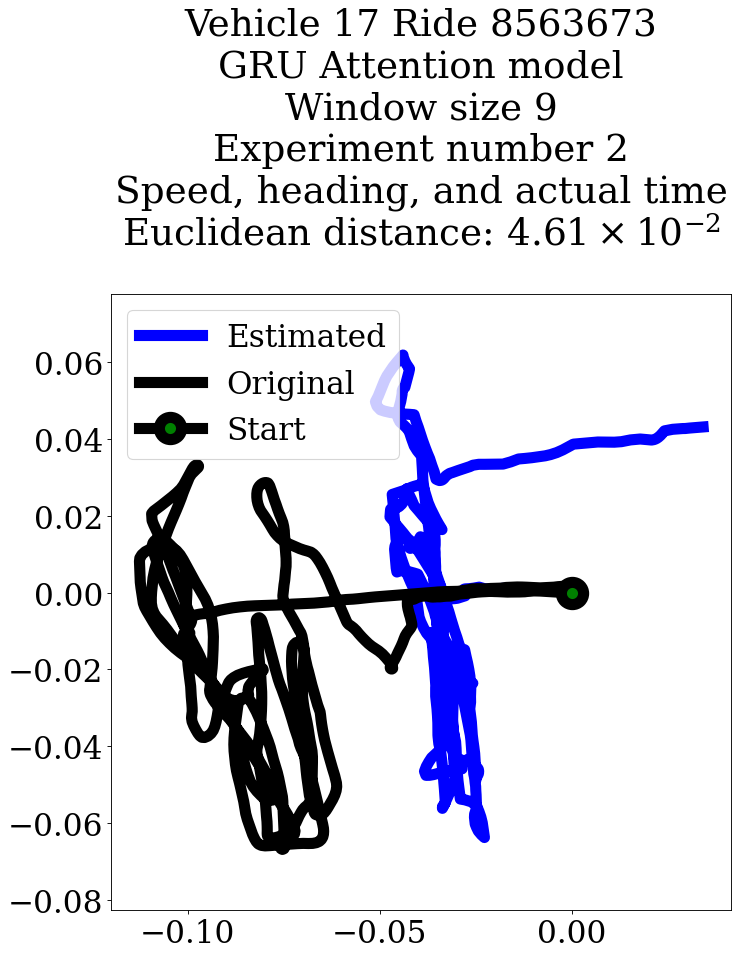 Vehicle 17 Ride 8563673
GRU Attention model
Window size 9
Experiment number 2
Speed, heading, and actual time
Euclidean distance: 4.61 × 10⁻²
Estimated
Original
Start
0.06
0.04
0.02
0.00
−0.02
−0.04
−0.06
−0.08
−0.10
−0.05
0.00